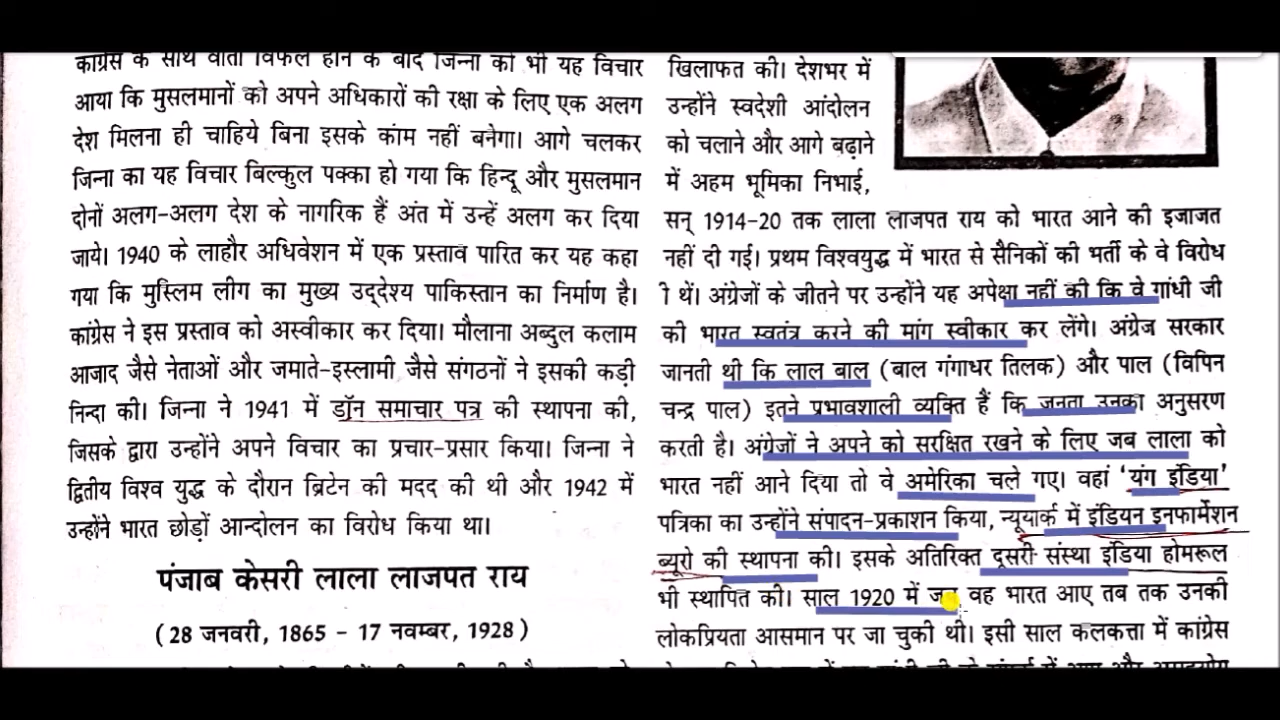 कांग्रेस के साथ वार्ता विफल होने के बाद जिन्ना को भी यह विचार
आया कि मुसलमानों को अपने अधिकारों की रक्षा के लिए एक अलग
देश मिलना ही चाहिये बिना इसके काम नहीं बनेगा। आगे चलकर
जिन्ना का यह विचार बिल्कुल पक्का हो गया कि हिन्दू और मुसलमान
दोनों अलग-अलग देश के नागरिक हैं अंत में उन्हें अलग कर दिया
जाये। 1940 के लाहौर अधिवेशन में एक प्रस्ताव पारित कर यह कहा
गया कि मुस्लिम लीग का मुख्य उद्देश्य पाकिस्तान का निर्माण है।
कांग्रेस ने इस प्रस्ताव को अस्वीकार कर दिया। मौलाना अब्दुल कलाम
आजाद जैसे नेताओं और जमाते-इस्लामी जैसे संगठनों ने इसकी कड़ी
निन्दा की। जिन्ना ने 1941 में डॉन समाचार पत्र की स्थापना की,
जिसके द्वारा उन्होंने अपने विचार का प्रचार-प्रसार किया। जिन्ना ने
द्वितीय विश्व युद्ध के दौरान ब्रिटेन की मदद की थी और 1942 में
उन्होंने भारत छोड़ों आन्दोलन का विरोध किया था।
पंजाब केसरी लाला लाजपत राय
(28 जनवरी, 1865 - 17 नवम्बर, 1928)
खिलाफत की। देशभर में
उन्होंने स्वदेशी आंदोलन
को चलाने और आगे बढ़ाने
में अहम भूमिका निभाई,
सन् 1914-20 तक लाला लाजपत राय को भारत आने की इजाजत
नहीं दी गई। प्रथम विश्वयुद्ध में भारत से सैनिकों की भर्ती के वे विरोध
ो थें। अंग्रेजों के जीतने पर उन्होंने यह अपेक्षा नहीं की कि वे गांधी जी
की भारत स्वतंत्र करने की मांग स्वीकार कर लेंगे। अंग्रेज सरकार
जानती थी कि लाल बाल (बाल गंगाधर तिलक) और पाल (विपिन
चन्द्र पाल) इतने प्रभावशाली व्यक्ति हैं कि जनता उनका अनुसरण
करती है। अंग्रेजों ने अपने को सुरक्षित रखने के लिए जब लाला को
भारत नहीं आने दिया तो वे अमेरिका चले गए। वहां 'यंग इंडिया'
पत्रिका का उन्होंने संपादन-प्रकाशन किया, न्यूयार्क में इंडियन इनफार्मेशन
ब्यूरो की स्थापना की। इसके अतिरिक्त दूसरी संस्था इंडिया होमरूल
भी स्थापित की। साल 1920 में जब वह भारत आए तब तक उनकी
लोकप्रियता आसमान पर जा चुकी थी। इसी साल कलकत्ता में कांग्रेस